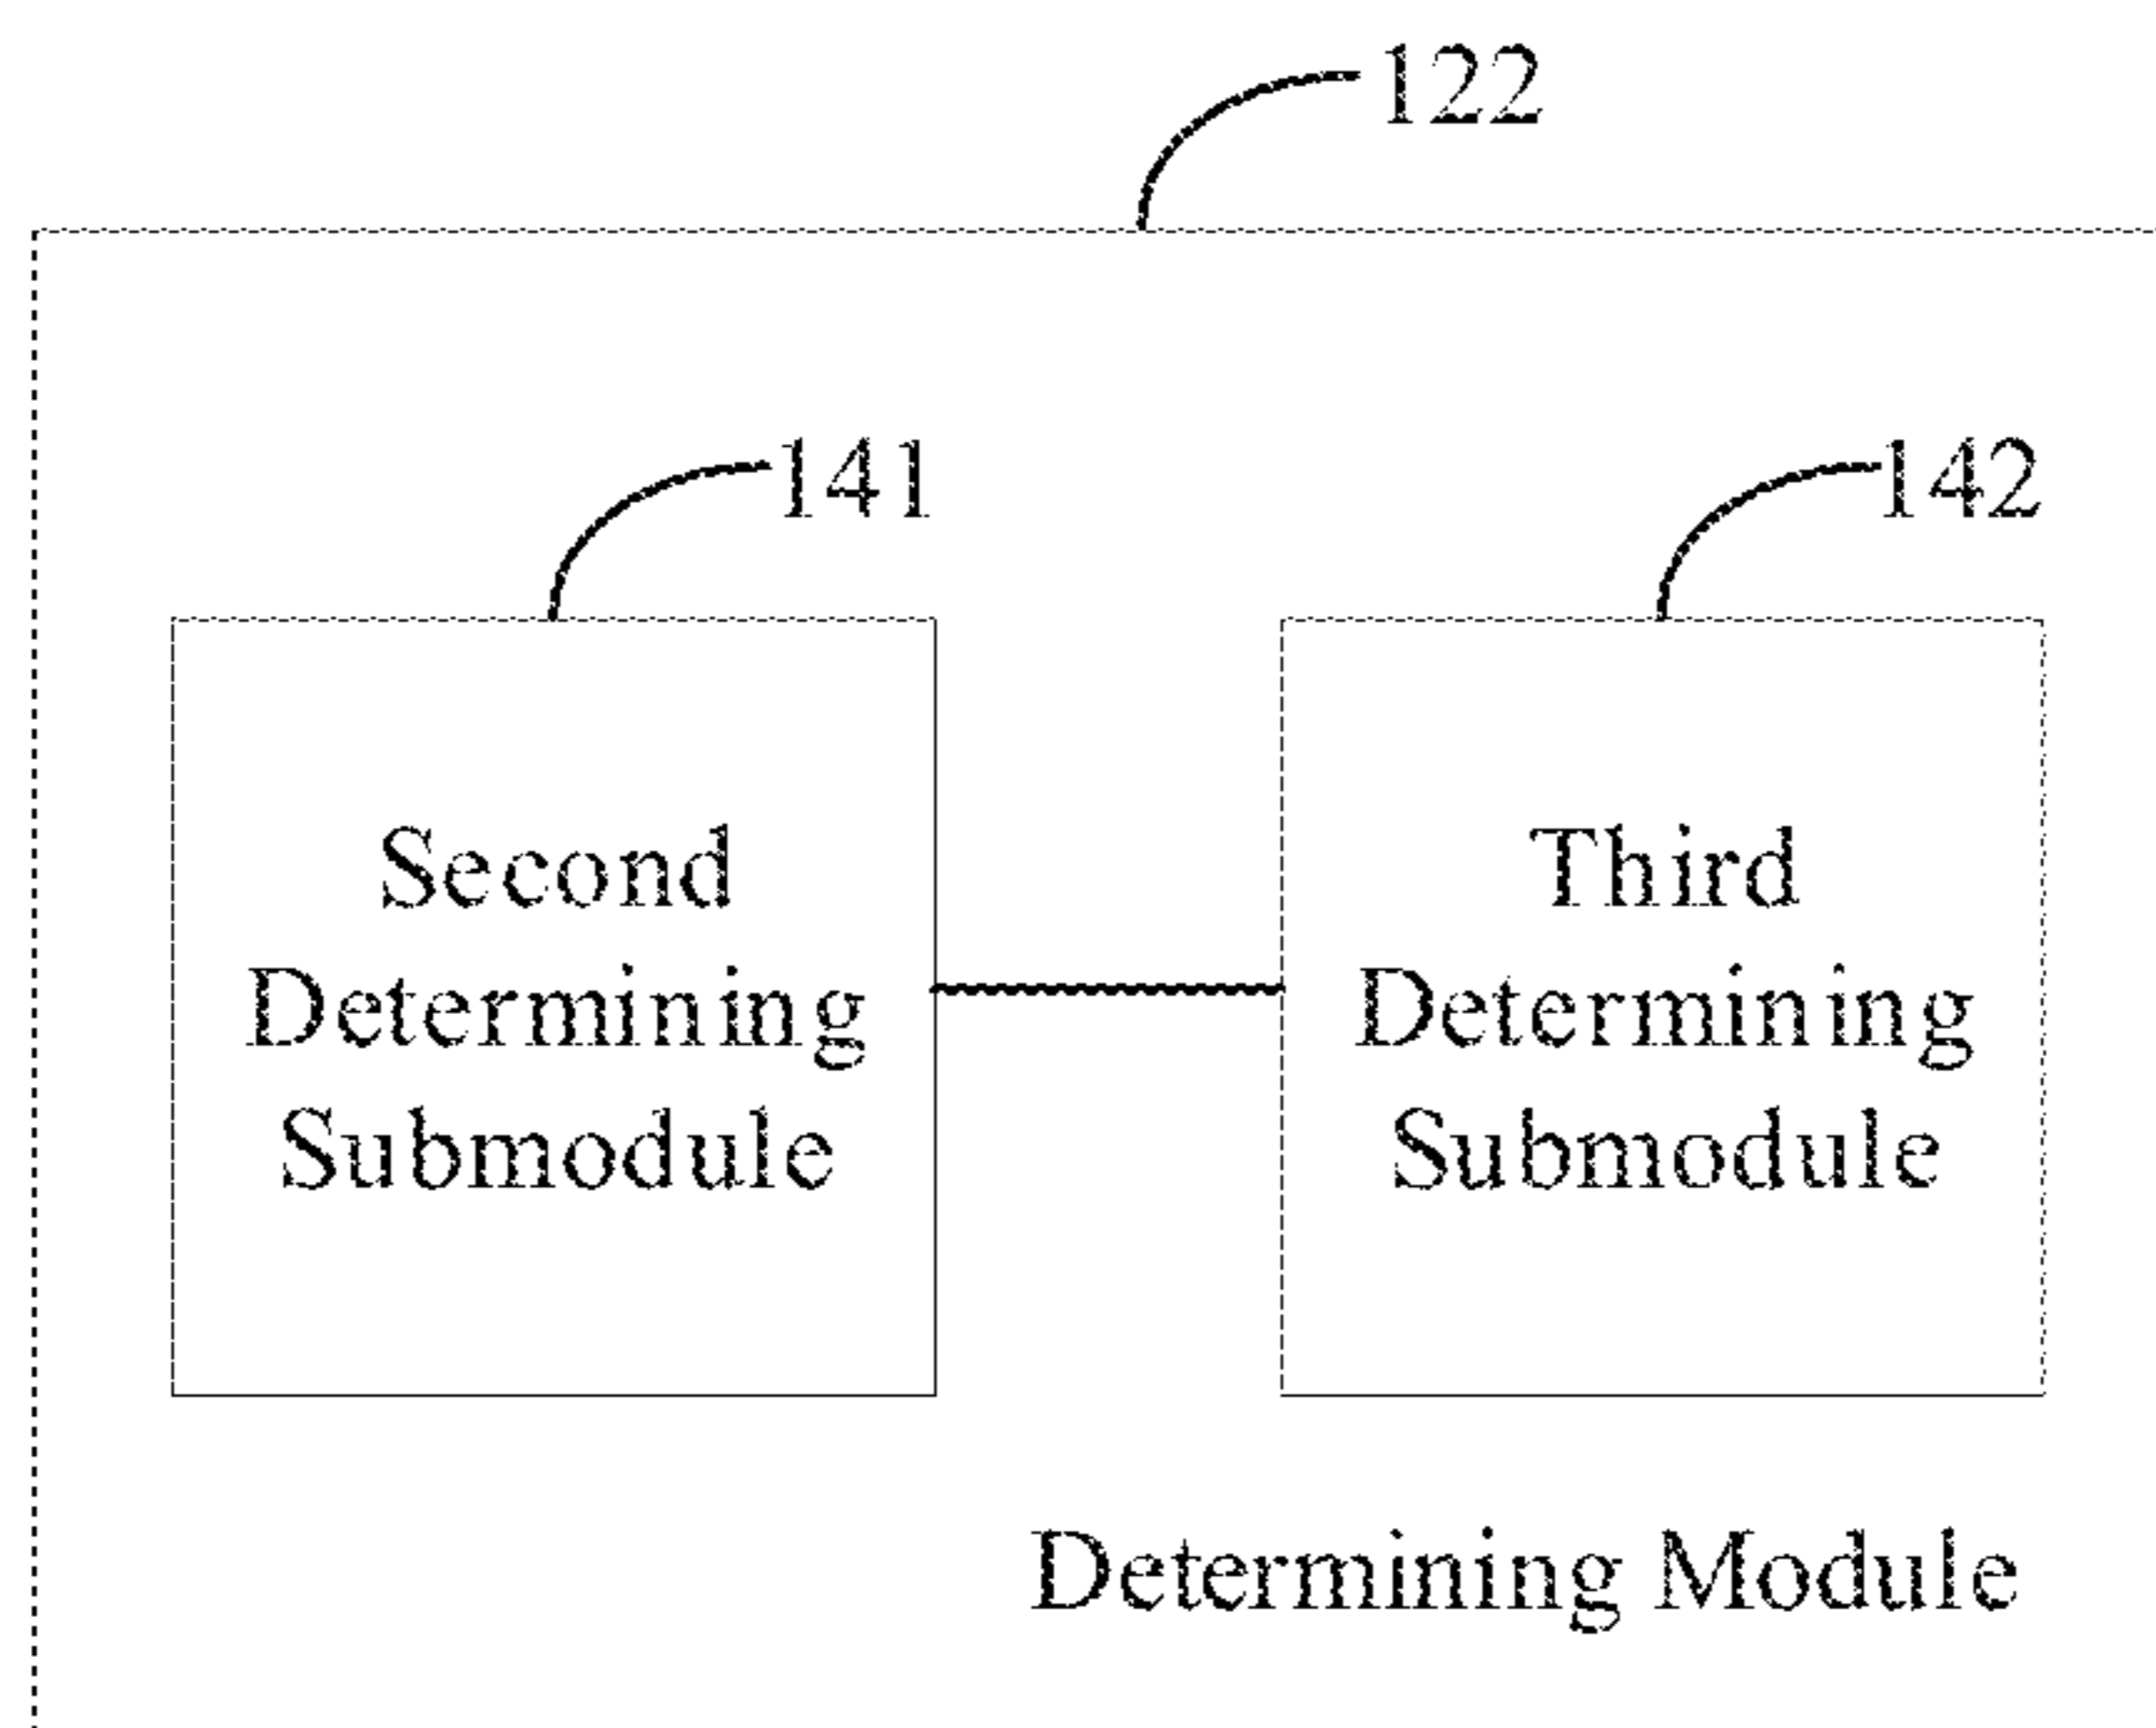 122
141
142
Second
Determining
Submodule
Third
Determining
Submodule
Determining Module